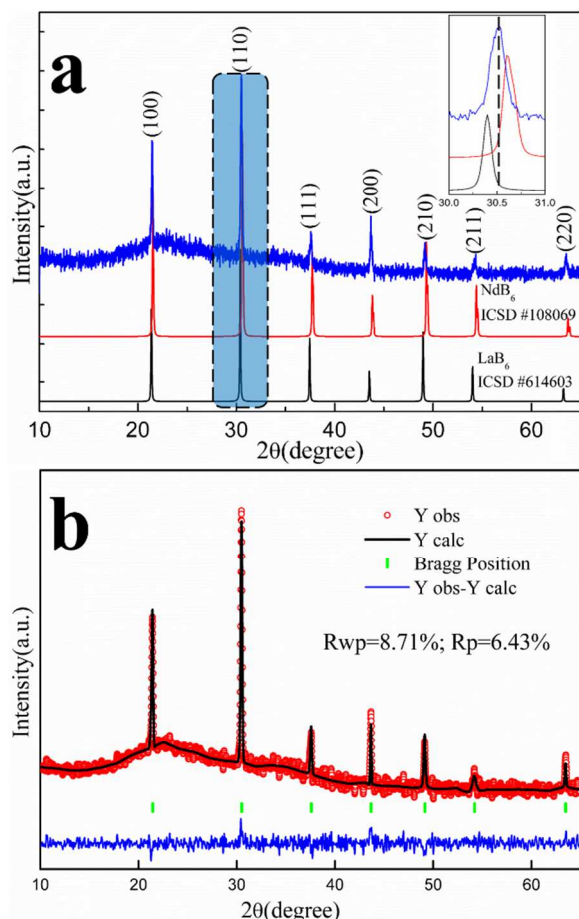 a
(100)
(110)
(111)
(200)
(210)
(211)
(220)
30.0 30.5 31.0
NdB6
ICSD #108069
LaB6
ICSD #614603
Intensity(a.u.)
10 20 30 40 50 60
2θ(degree)
b
Y obs
Y calc
Bragg Position
Y obs-Y calc
Rwp=8.71%; Rp=6.43%
Intensity(a.u.)
10 20 30 40 50 60
2θ(degree)